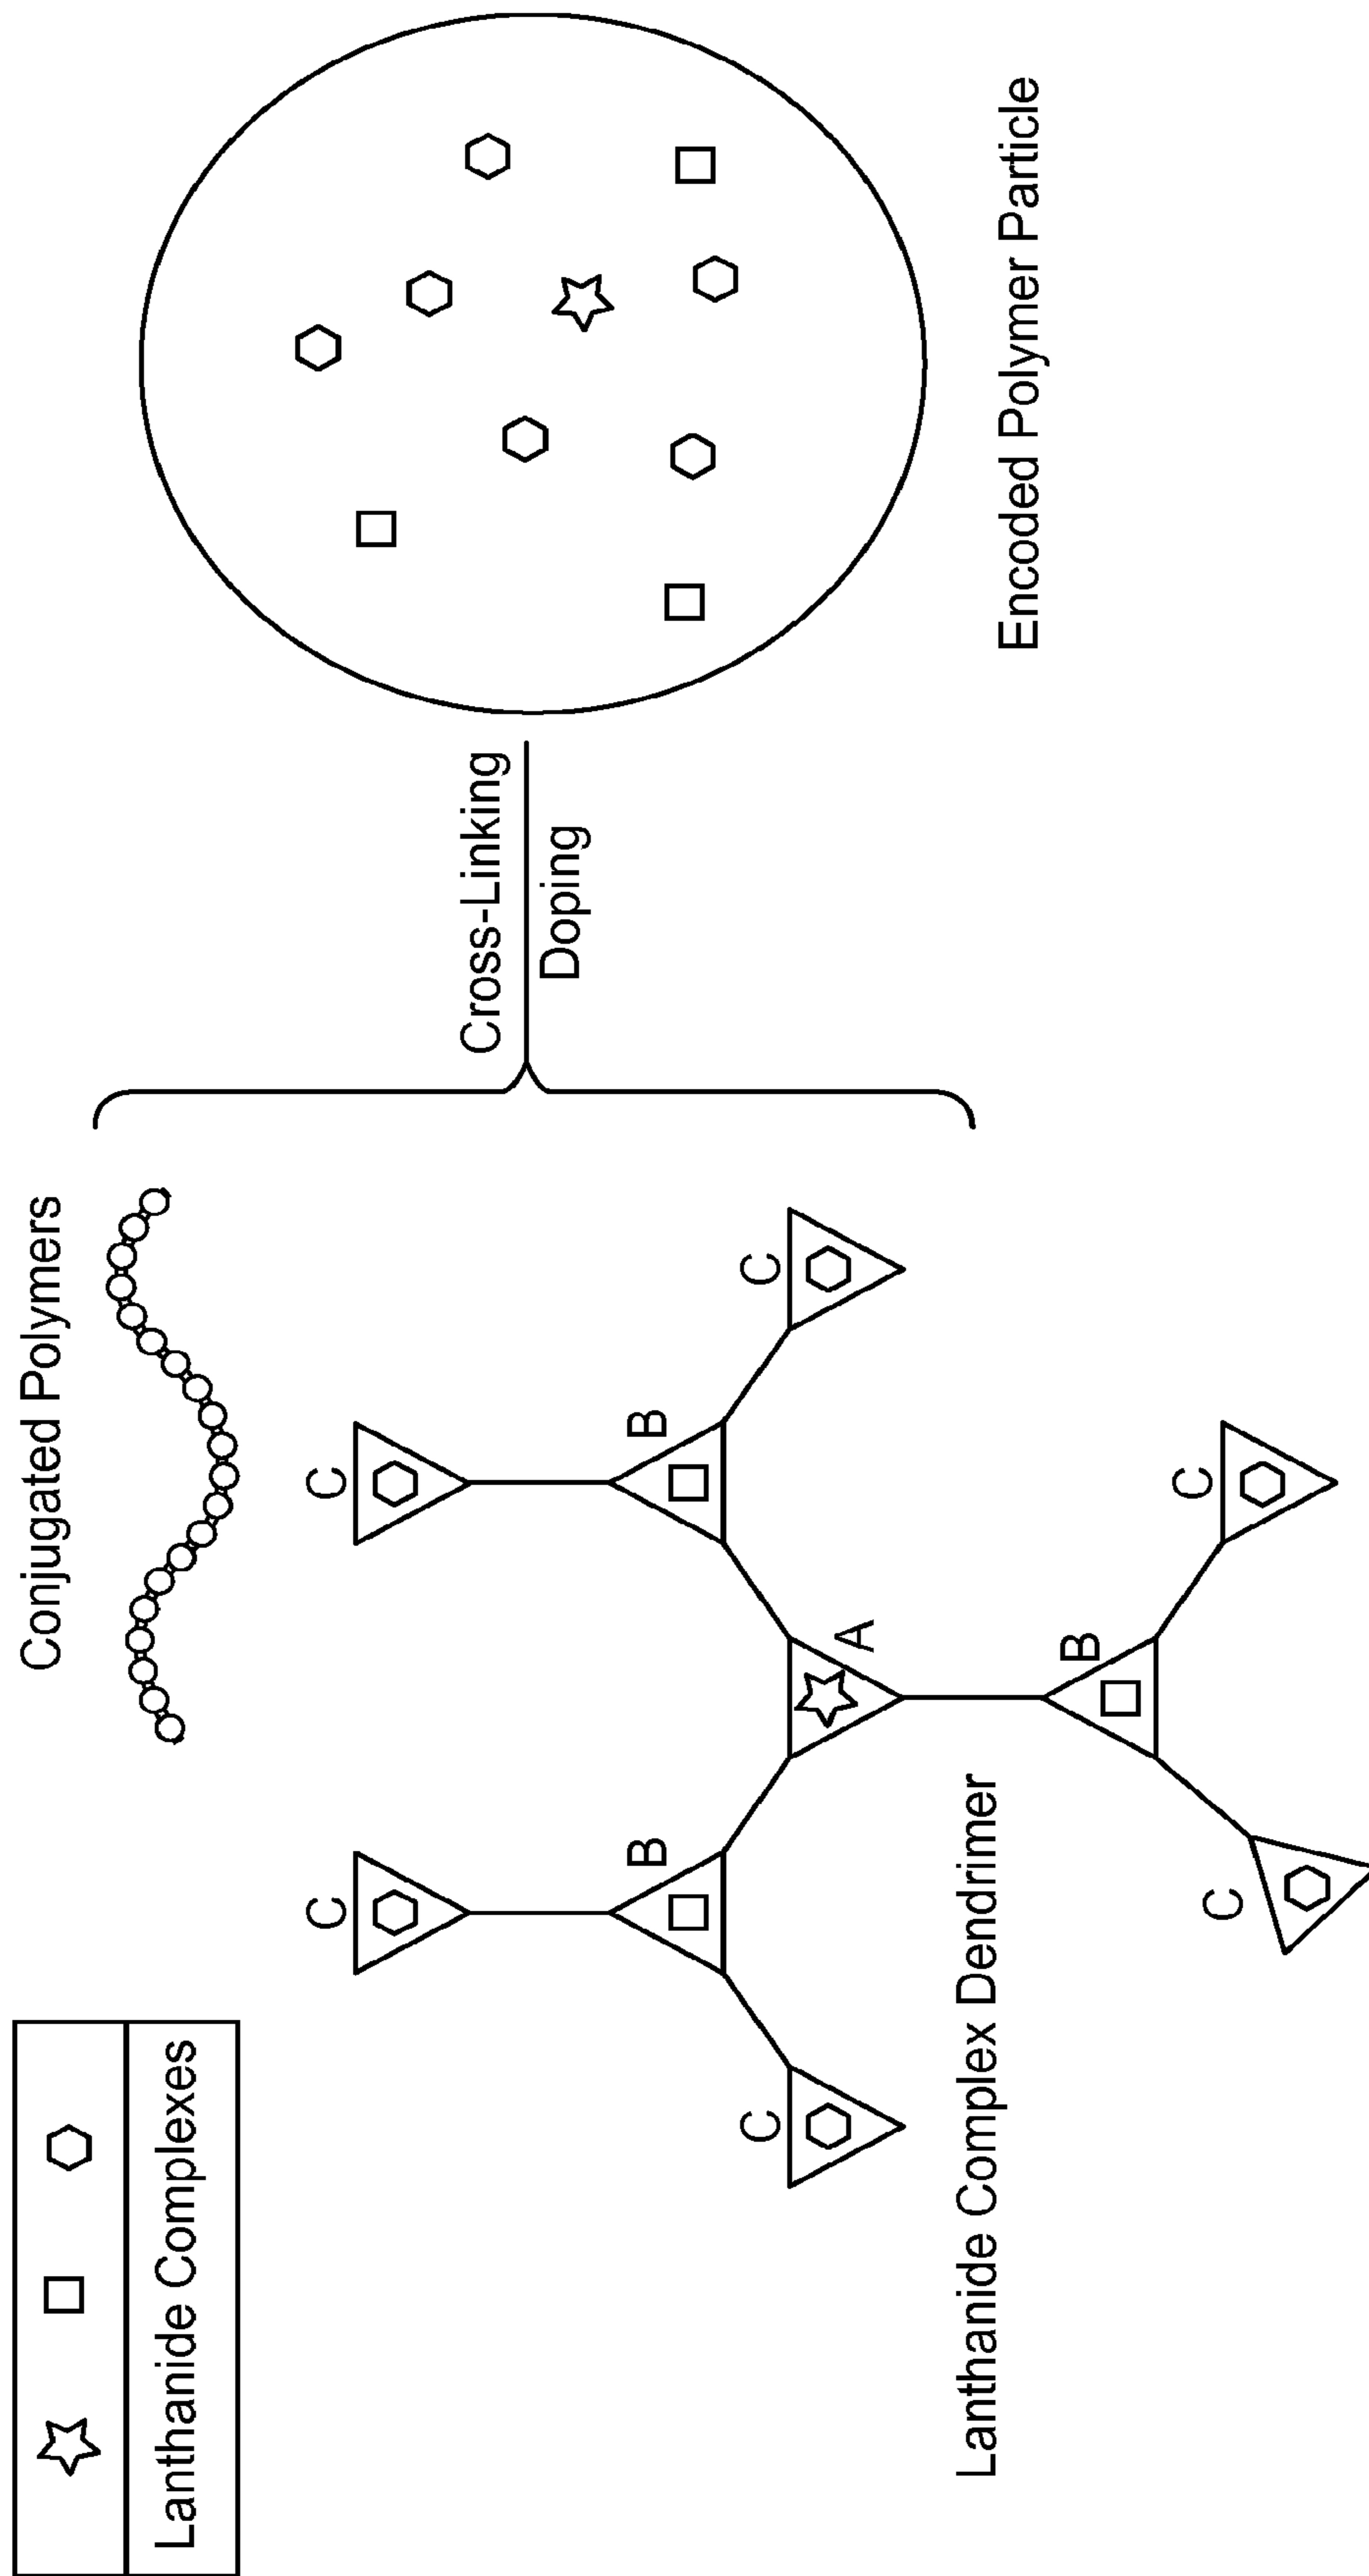 Lanthanide Complexes
Conjugated Polymers
C
C
B
B
C
C
A
B
C
C
Lanthanide Complex Dendrimer
Cross-Linking
Doping
Encoded Polymer Particle